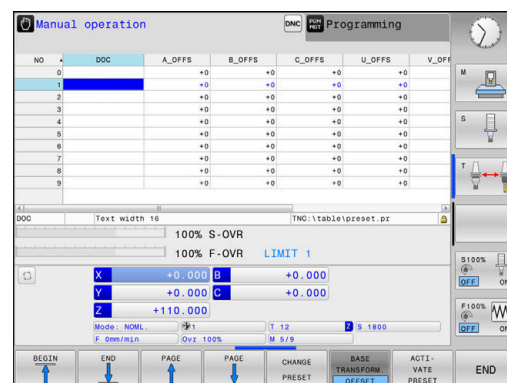 Manual operation
DNC
PGM
MGT
Programming
NO DOC A_OFFS B_OFFS C_OFFS U_OFFS V_OFF
0 +0 +0 +0 +0
1 +0 +0 +0 +0
2 +0 +0 +0 +0
3 +0 +0 +0 +0
4 +0 +0 +0 +0
5 +0 +0 +0 +0
6 +0 +0 +0 +0
7 +0 +0 +0 +0
8 +0 +0 +0 +0
9 +0 +0 +0 +0
DOC Text width 16 TNC:\table\preset.pr
100% S-OVR
100% F-OVR LIMIT 1
X +0.000 B +0.000
Y +0.000 C +0.000
Z +110.000
Mode: NOML. 1 T 12 Z S 1800
F 0mm/min Ovr 100% M 5/9
M
S
T
S100%
OFF ON
F100%
OFF ON
BEGIN
END
PAGE
PAGE
CHANGE
PRESET
BASE
TRANSFORM.
OFFSET
ACTI-
VATE
PRESET
END